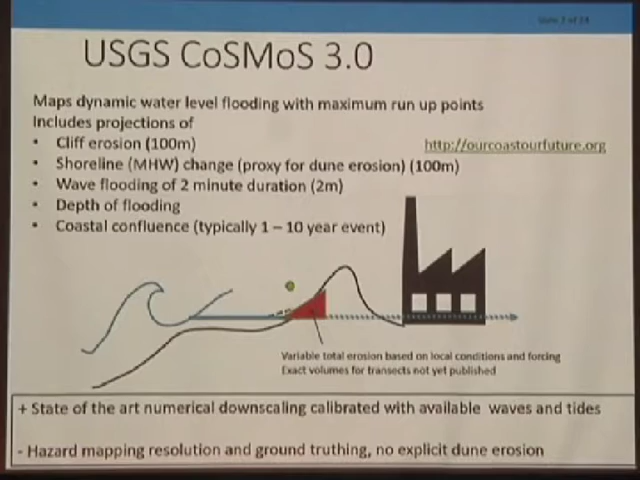 USGS CoSMoS 3.0
Maps dynamic water level flooding with maximum run up points
Includes projections of
• Cliff erosion (100m)
http://ourcoastourfuture.org
• Shoreline (MHW) change (proxy for dune erosion) (100m)
• Wave flooding of 2 minute duration (2m)
• Depth of flooding
• Coastal confluence (typically 1 – 10 year event)
Variable total erosion based on local conditions and forcing
Exact volumes for transects not yet published
+ State of the art numerical downscaling calibrated with available waves and tides
- Hazard mapping resolution and ground truthing, no explicit dune erosion